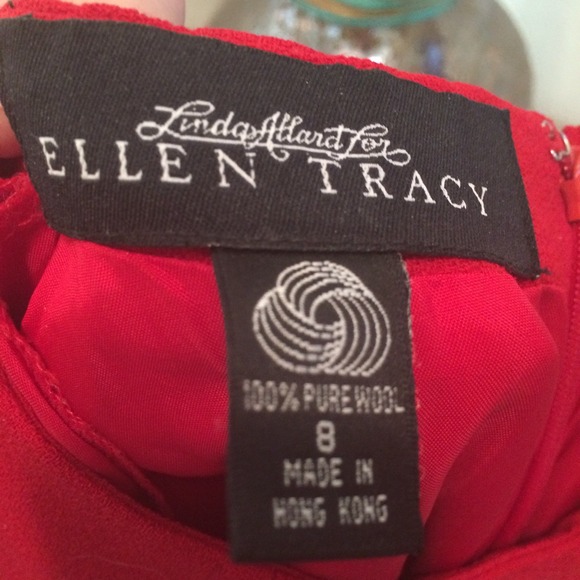 Linda Allard for
ELLEN TRACY
100% PURE WOOL
8
MADE IN
HONG KONG